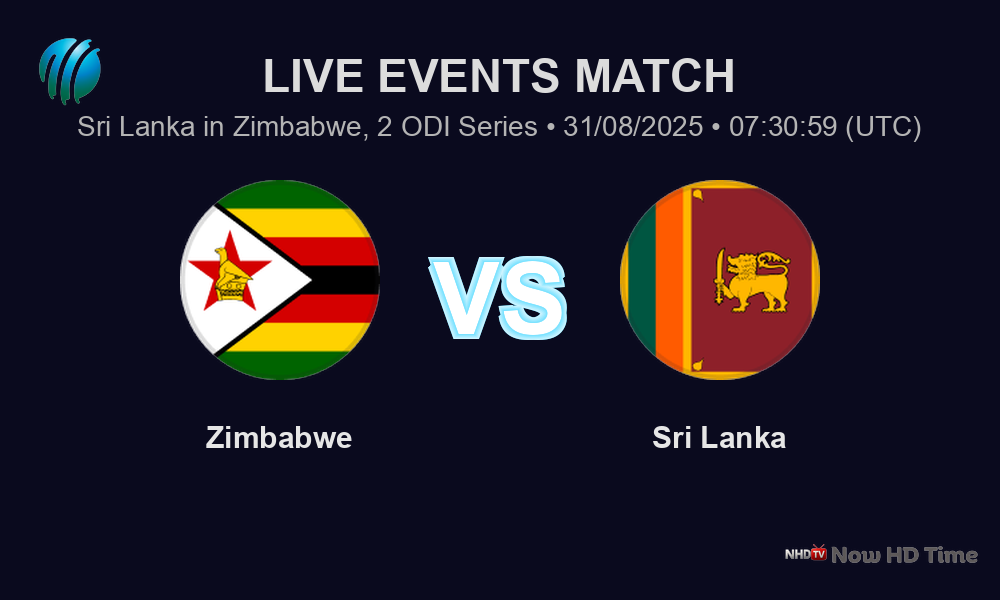 LIVE EVENTS MATCH
Sri Lanka in Zimbabwe, 2 ODI Series • 31/08/2025 • 07:30:59 (UTC)
VS
Zimbabwe
Sri Lanka
NHDTV Now HD Time